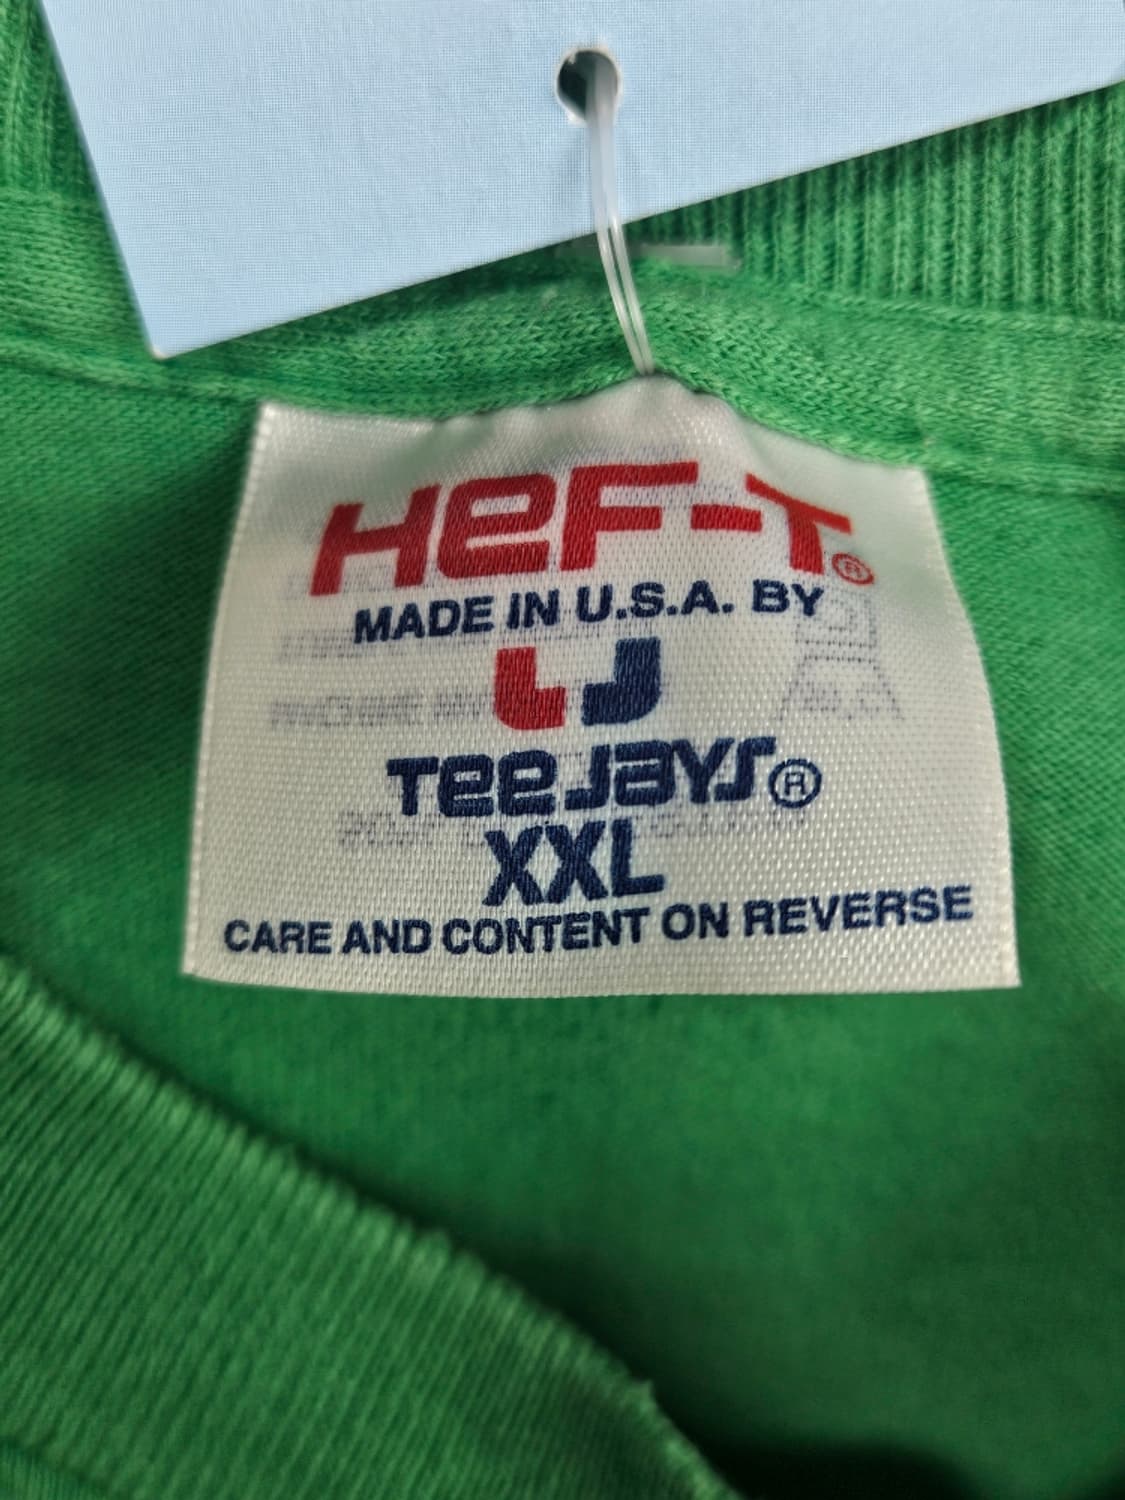 HeF-T®
MADE IN U.S.A. BY
TeeJays®
XXL
CARE AND CONTENT ON REVERSE